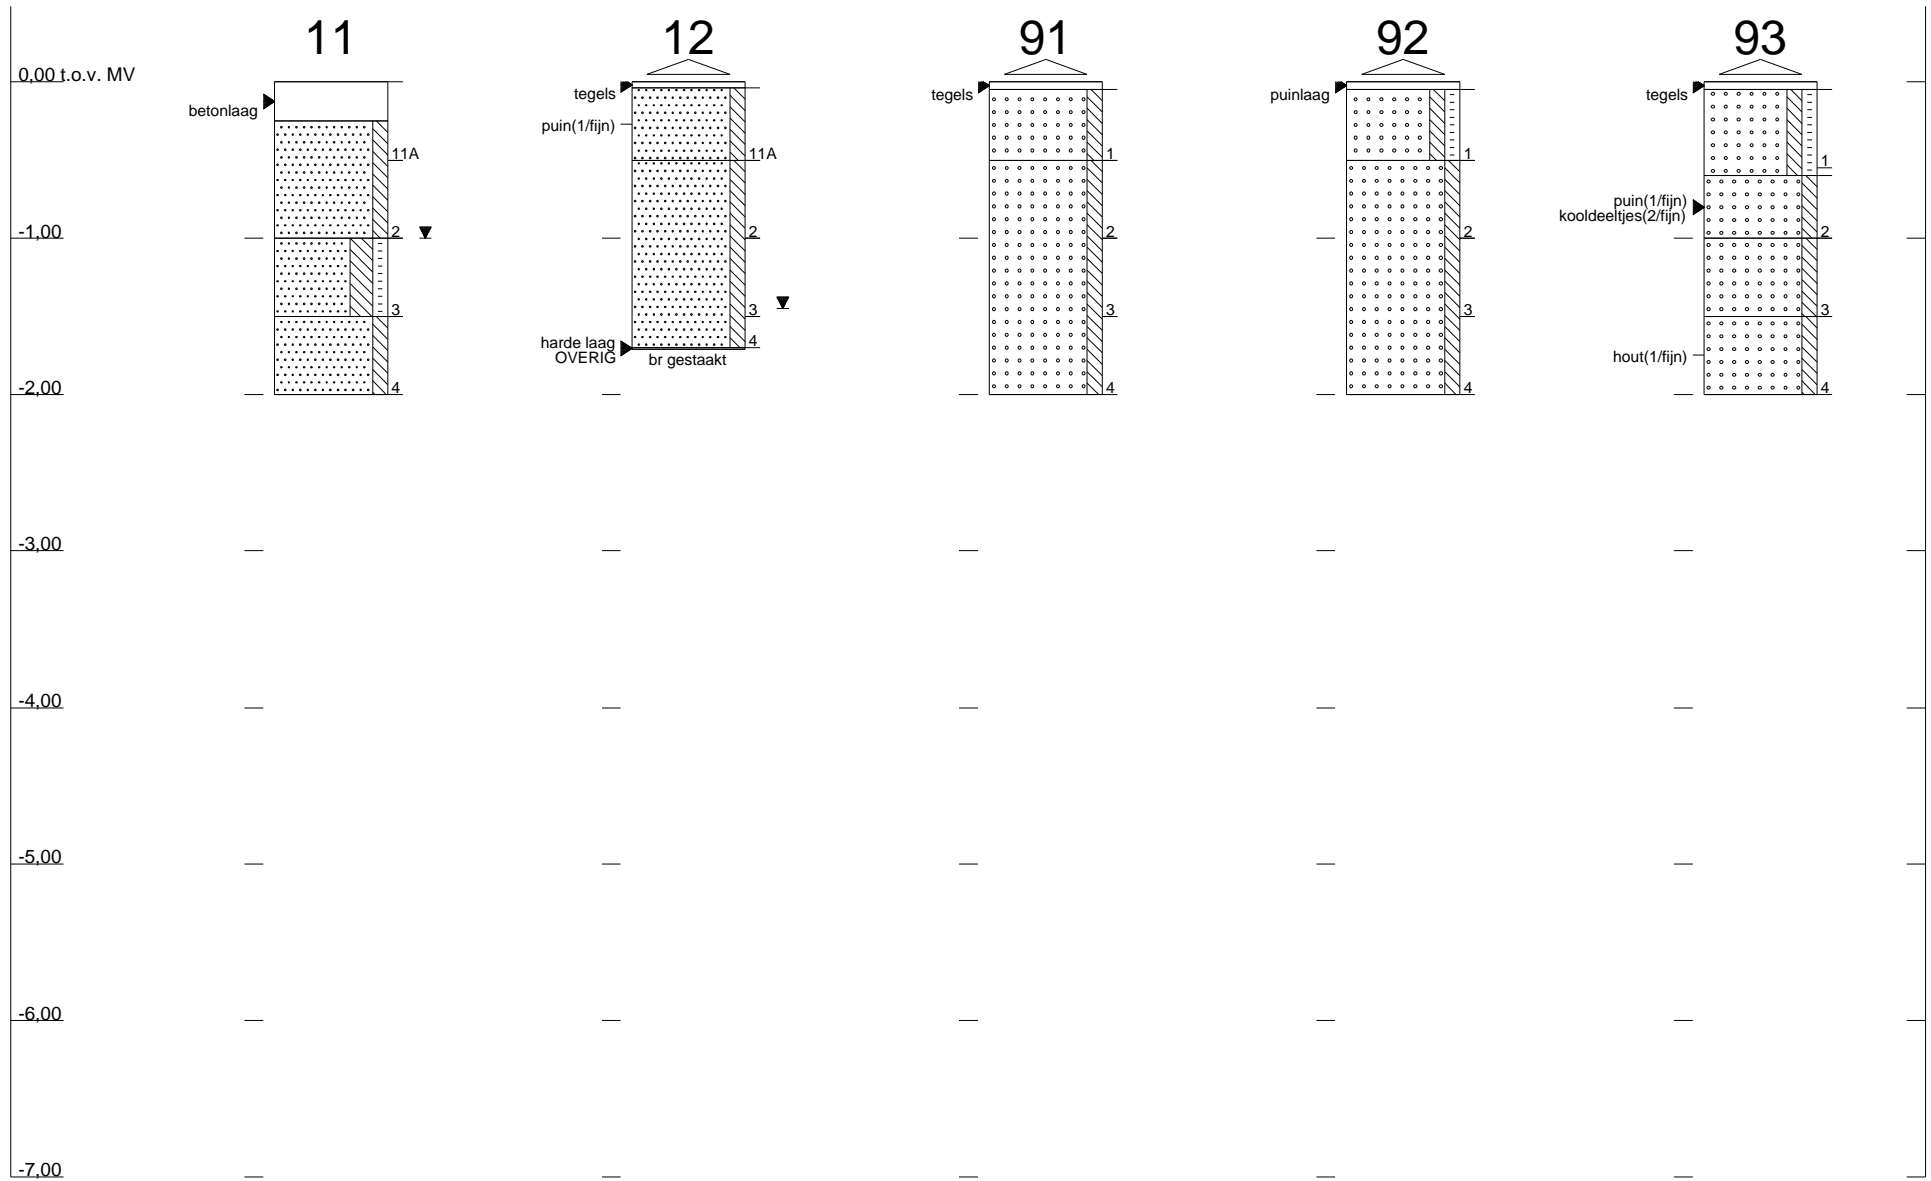 11
12
91
92
93
0,00 t.o.v. MV
betonlaag
11A
2
3
4
tegels
puin(1/fijn)
11A
2
3
4
harde laag
OVERIG
br gestaakt
tegels
1
2
3
4
puinlaag
1
2
3
4
tegels
1
puin(1/fijn)
kooldeeltjes(2/fijn)
2
3
hout(1/fijn)
4
-1,00
-2,00
-3,00
-4,00
-5,00
-6,00
-7,00